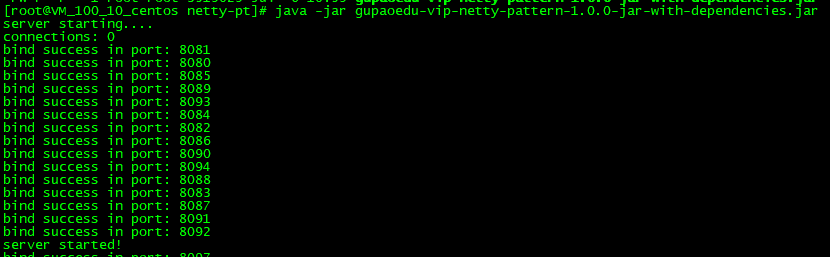 [root@VM_100_10_centos netty-pt]# java -jar gupaoedu-vip-netty-pattern-1.0.0-jar-with-dependencies.jar
server starting....
connections: 0
bind success in port: 8081
bind success in port: 8080
bind success in port: 8085
bind success in port: 8089
bind success in port: 8093
bind success in port: 8084
bind success in port: 8082
bind success in port: 8086
bind success in port: 8090
bind success in port: 8094
bind success in port: 8088
bind success in port: 8083
bind success in port: 8087
bind success in port: 8091
bind success in port: 8092
server started!
bind success in port: 8097